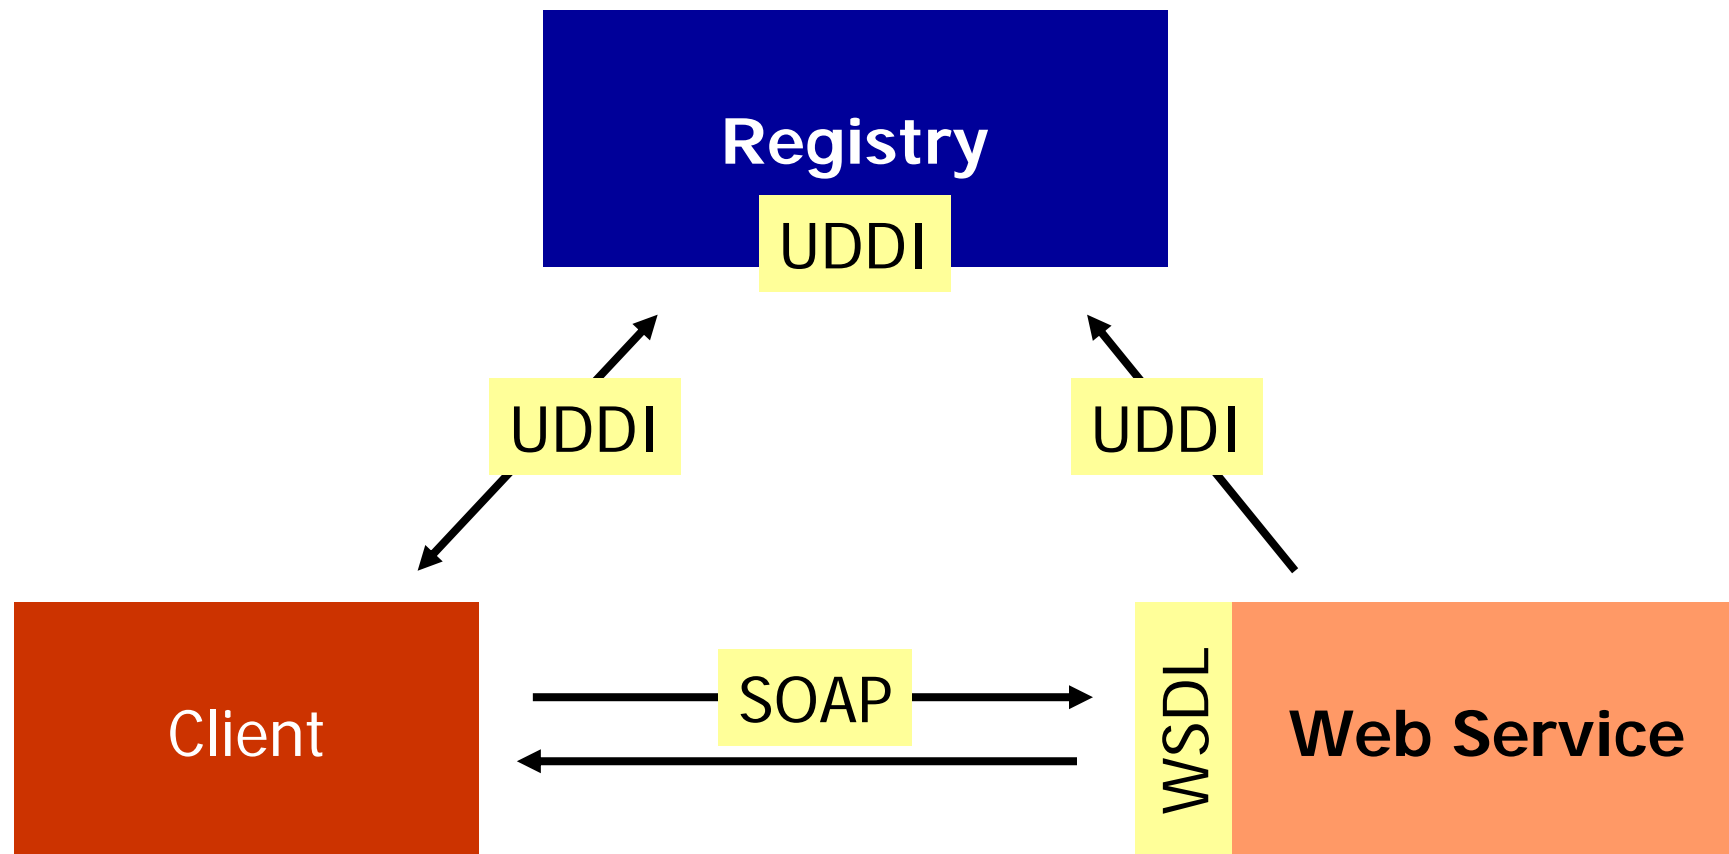 Registry
UDDI
UDDI
UDDI
SOAP
Client
WSDL
Web Service